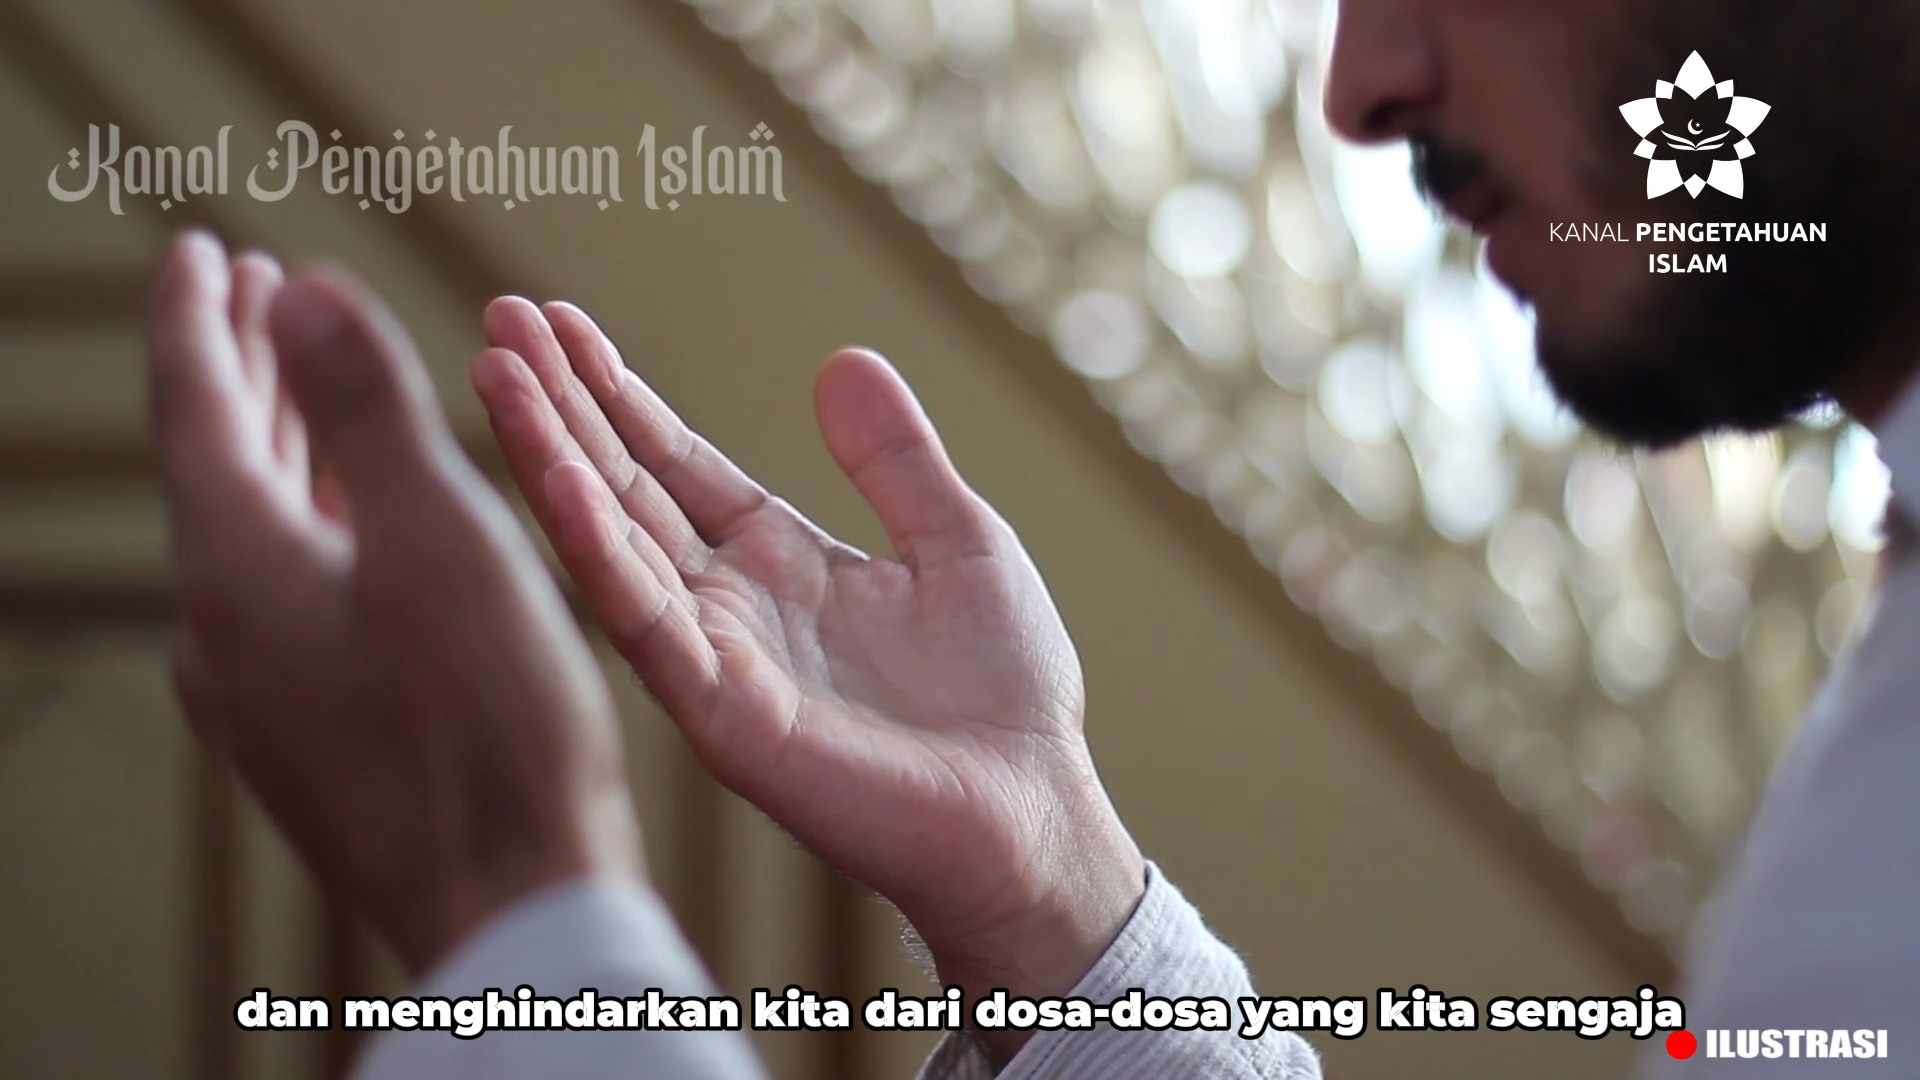 Kanal Pengetahuan Islam
KANAL PENGETAHUAN
ISLAM
dan menghindarkan kita dari dosa-dosa yang kita sengaja
ILUSTRASI